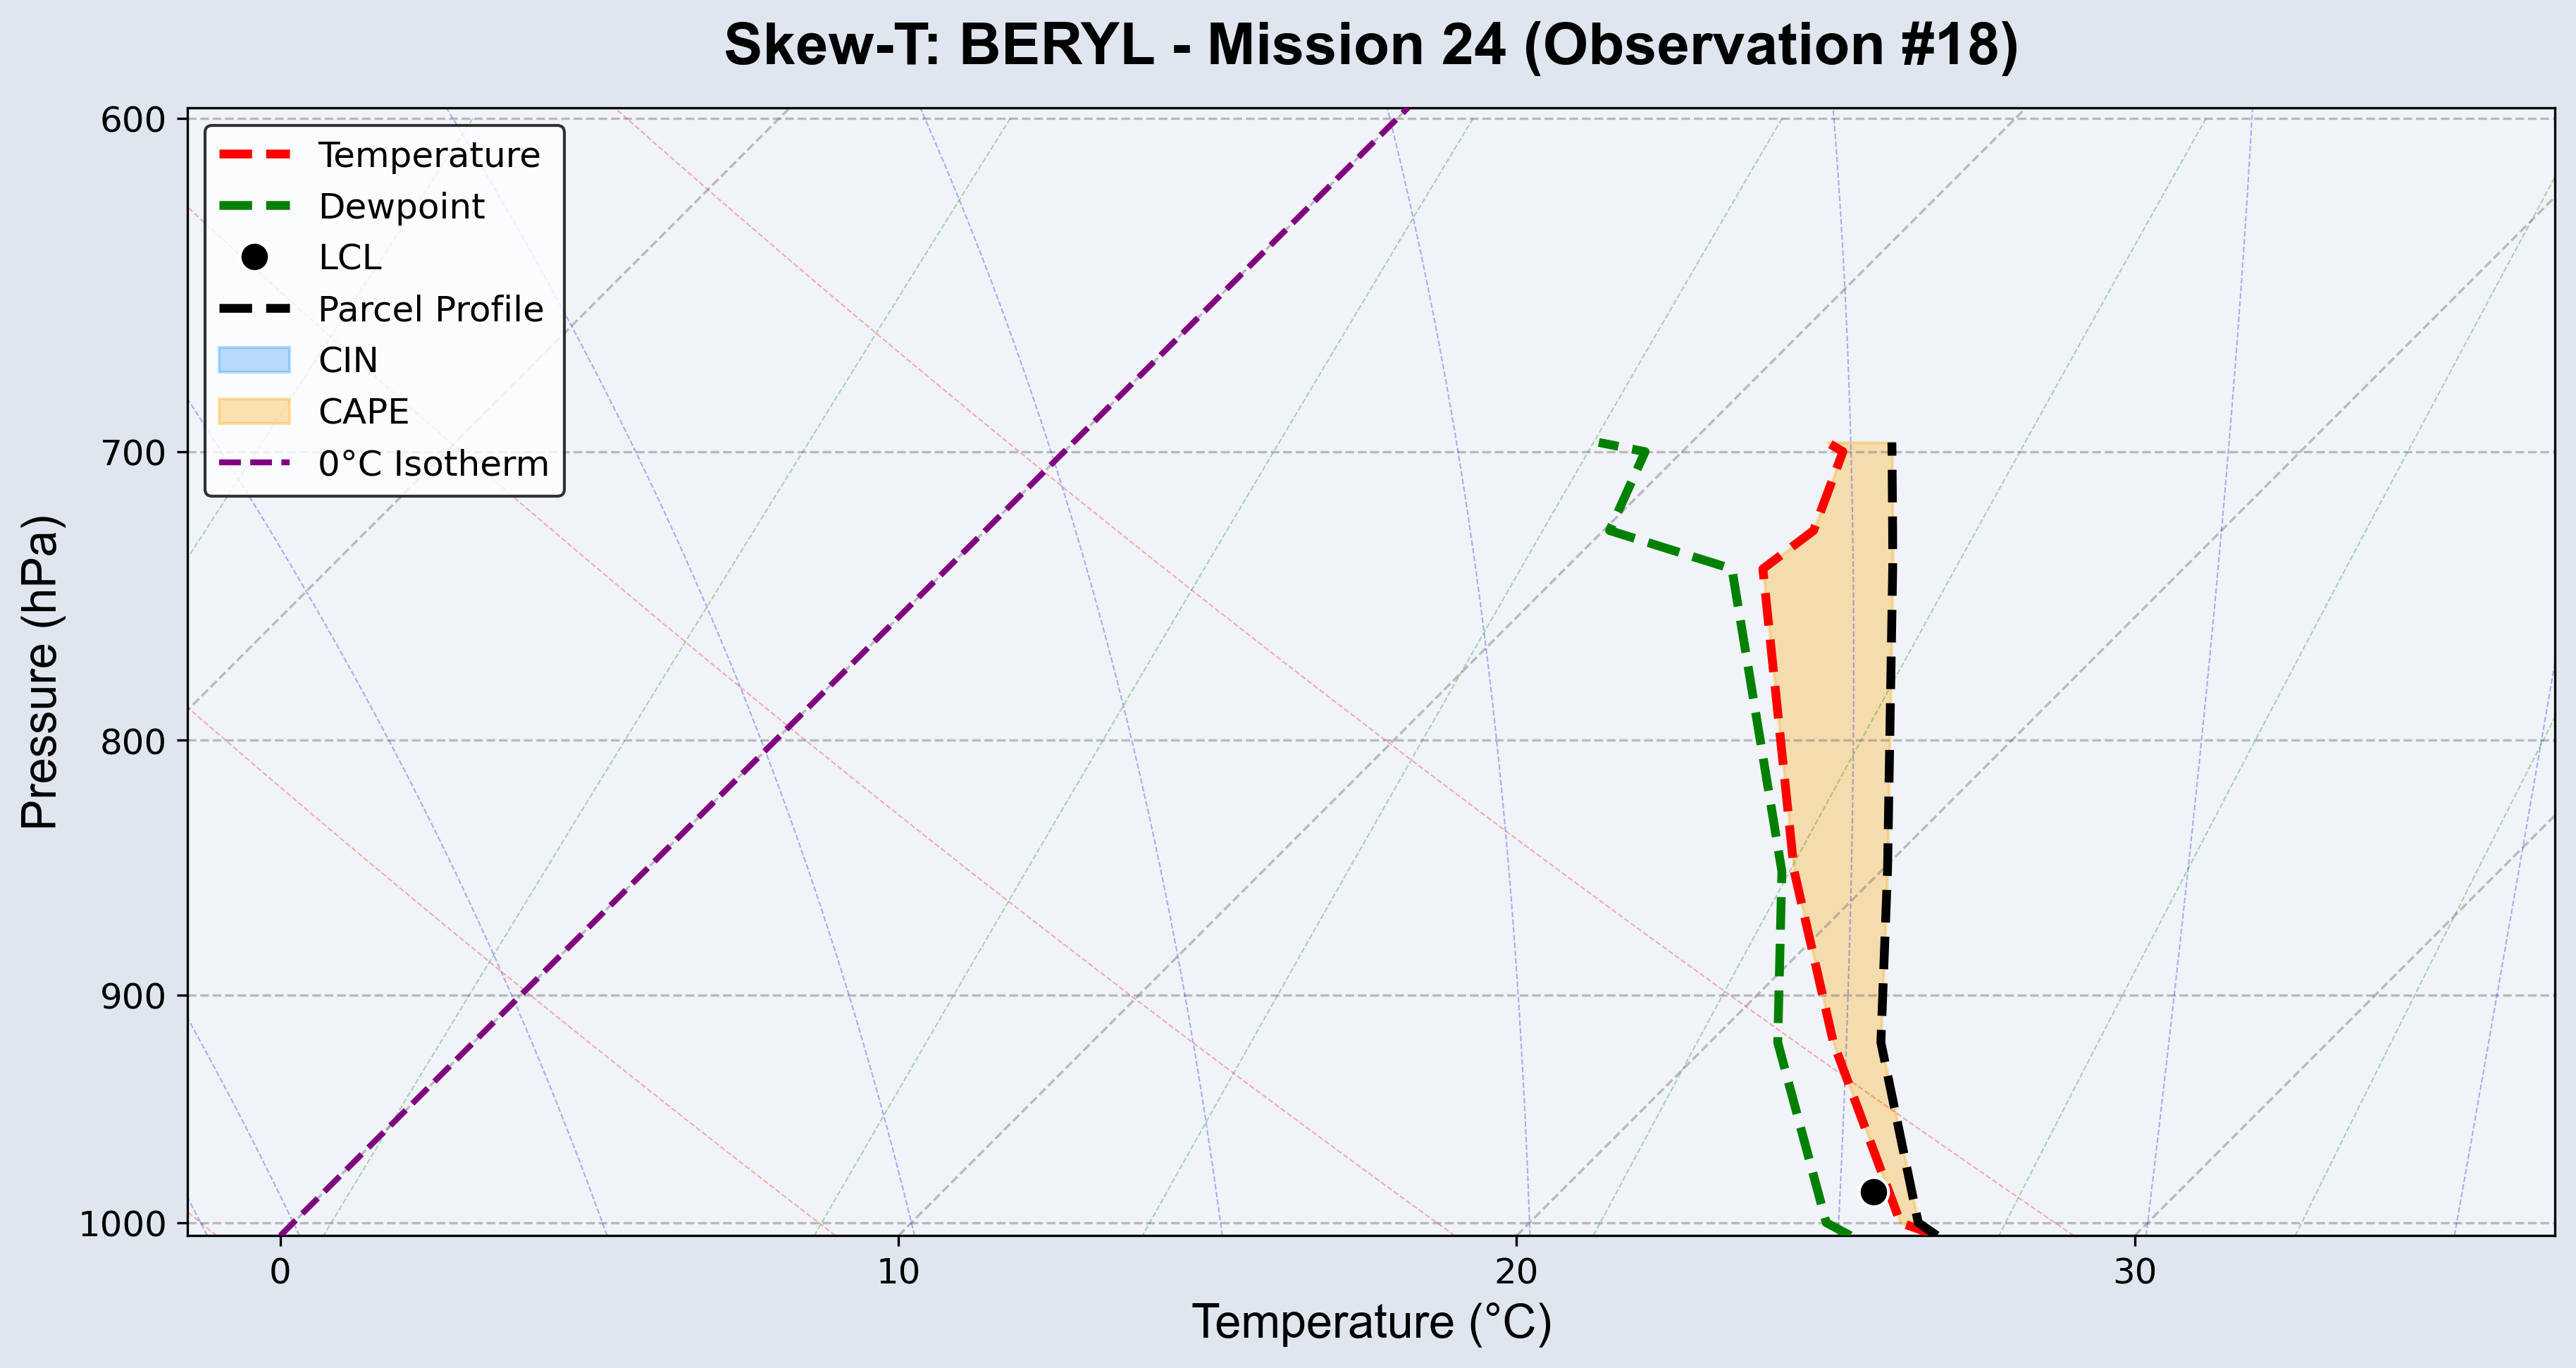 Skew-T: BERYL - Mission 24 (Observation #18)
600
700
800
900
1000
Pressure (hPa)
Temperature
Dewpoint
LCL
Parcel Profile
CIN
CAPE
0°C Isotherm
0
10
20
30
Temperature (°C)